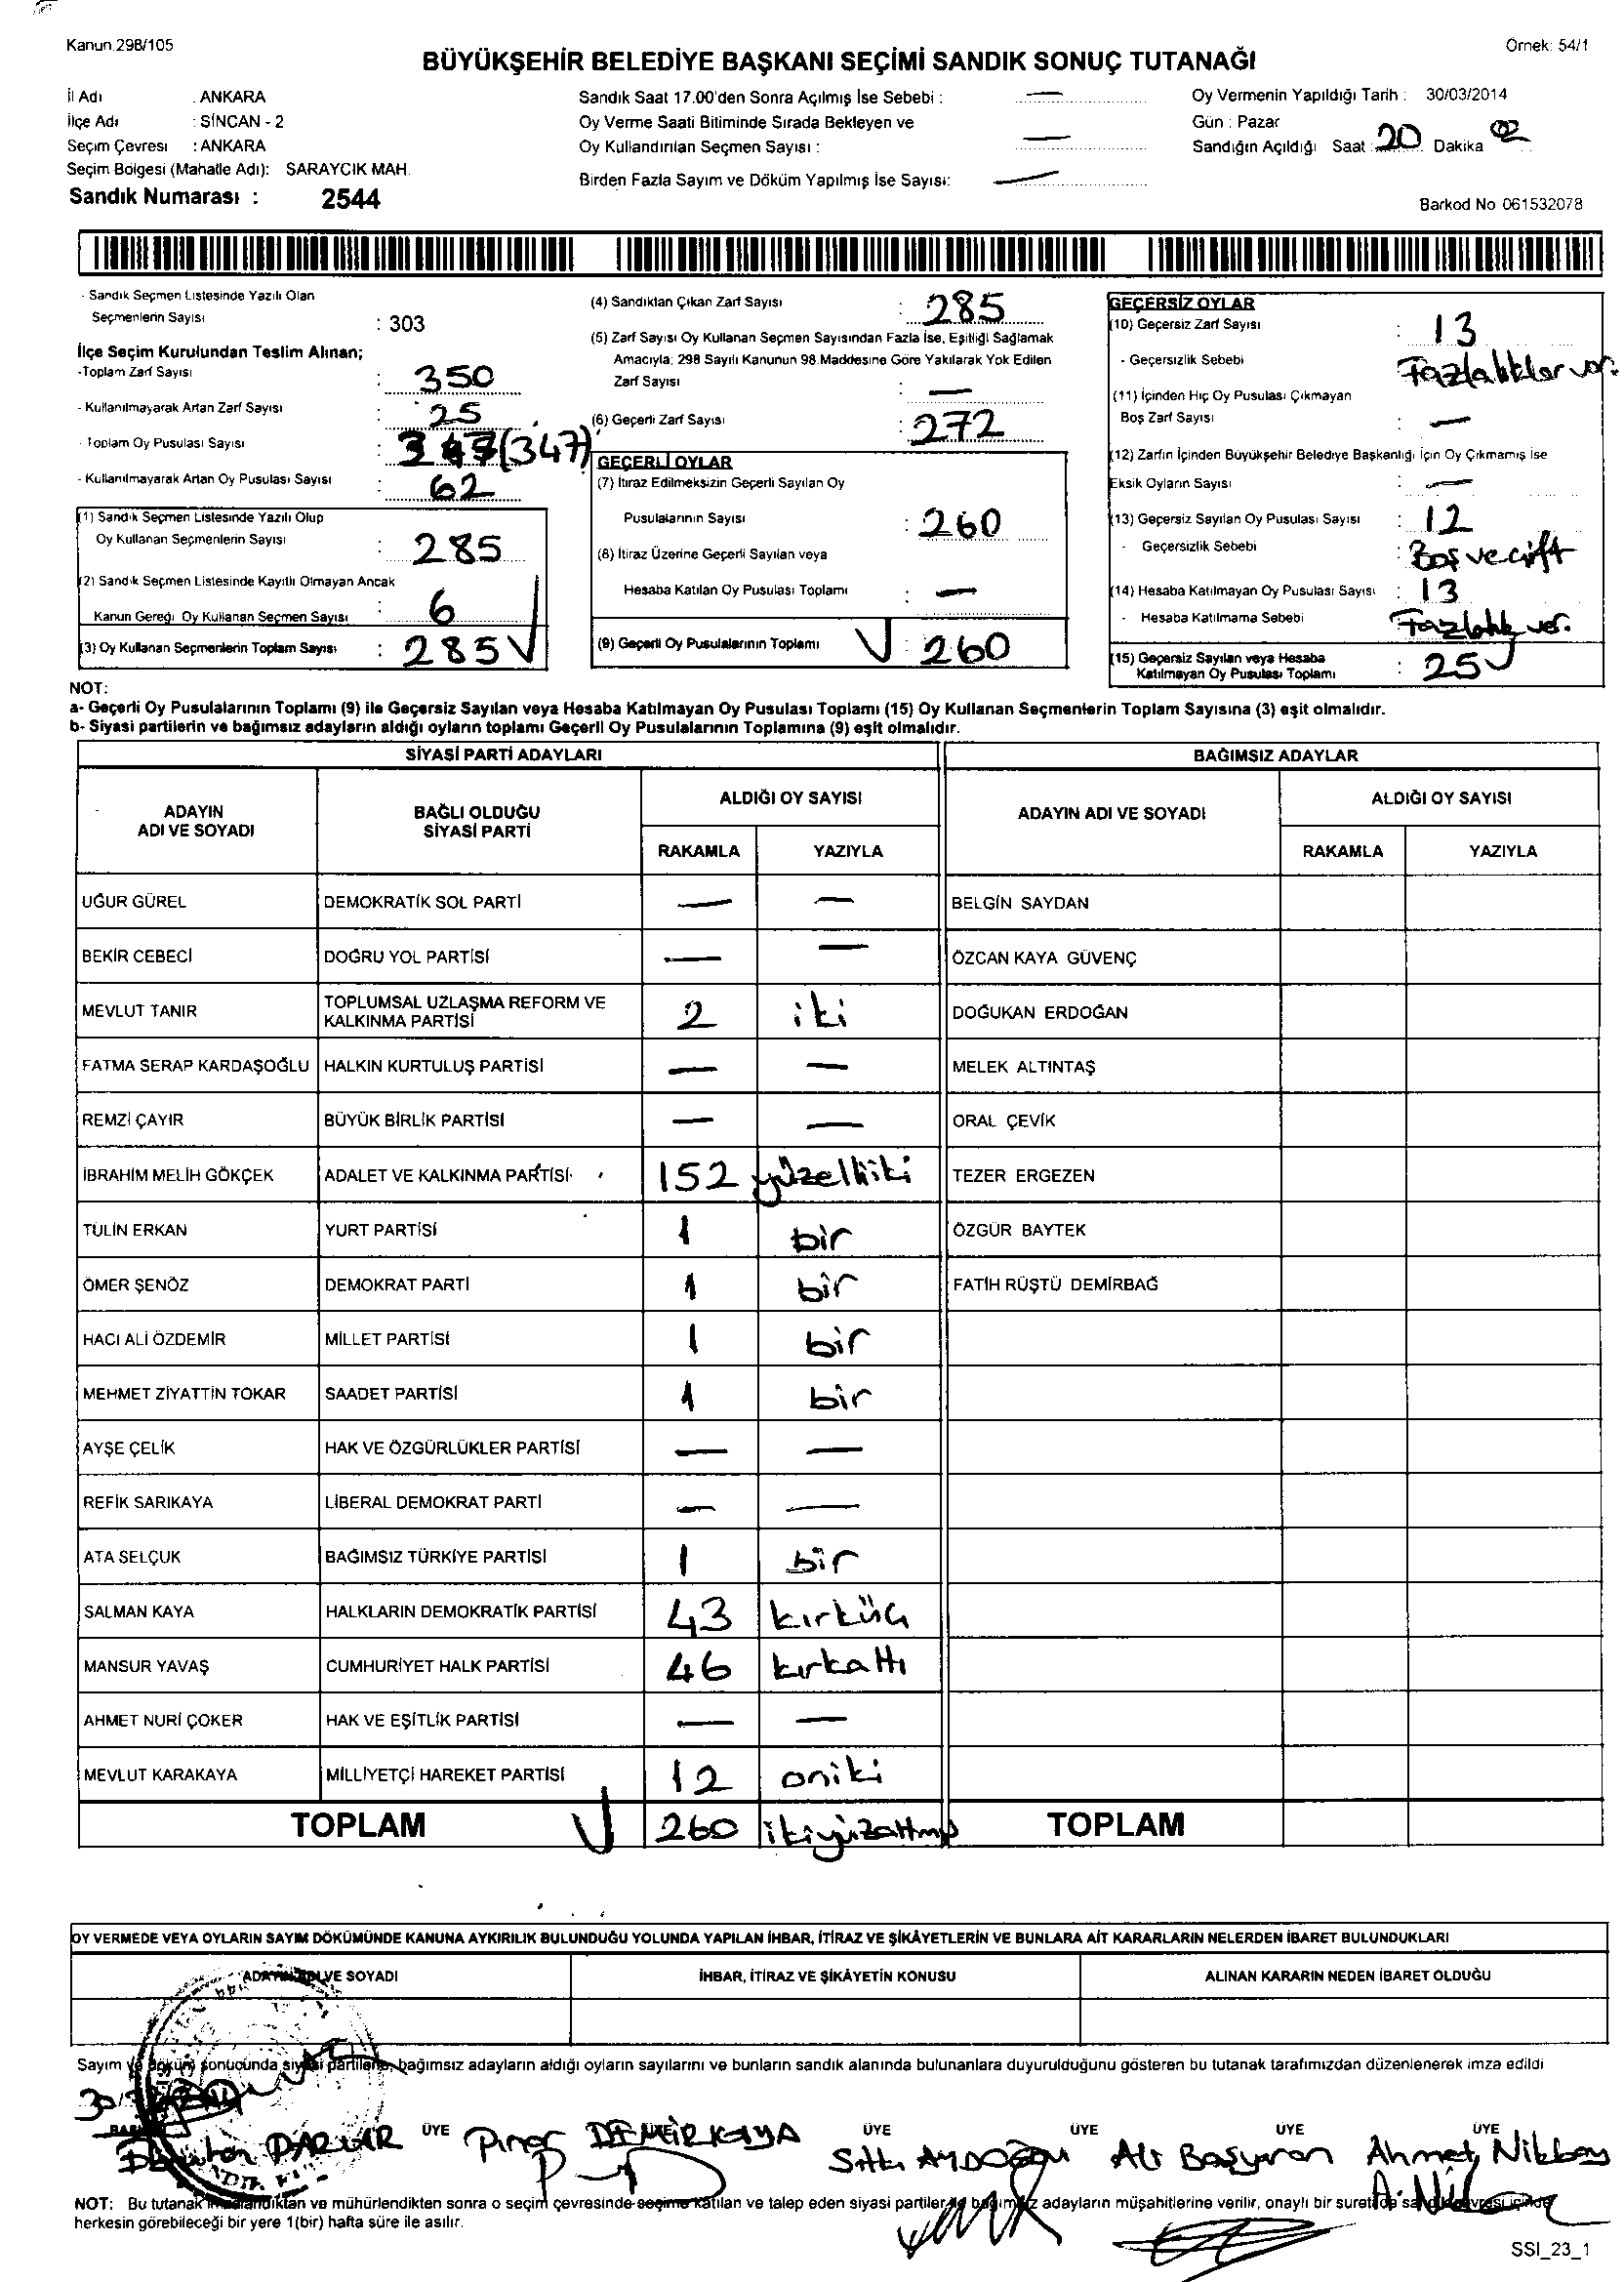 Kanun:298/105
Örnek: 54/1
BÜYÜKŞEHİR BELEDİYE BAŞKANI SEÇİMİ SANDIK SONUÇ TUTANAĞI
İl Adı : ANKARA
İlçe Adı : SİNCAN - 2
Seçim Çevresi : ANKARA
Seçim Bölgesi (Mahalle Adı): SARAYCIK MAH.
Sandık Numarası : 2544
Sandık Saat 17.00'den Sonra Açılmış İse Sebebi : —
Oy Verme Saati Bitiminde Sırada Bekleyen ve
Oy Kullandırılan Seçmen Sayısı : —
Birden Fazla Sayım ve Döküm Yapılmış İse Sayısı: —
Oy Vermenin Yapıldığı Tarih : 30/03/2014
Gün : Pazar
Sandığın Açıldığı Saat : 20 Dakika
Barkod No 061532078
- Sandık Seçmen Listesinde Yazılı Olan
Seçmenlerin Sayısı : 303
İlçe Seçim Kurulundan Teslim Alınan;
-Toplam Zarf Sayısı : 350
- Kullanılmayarak Artan Zarf Sayısı : 25
- Toplam Oy Pusulası Sayısı : 347 (347)
- Kullanılmayarak Artan Oy Pusulası Sayısı : 62
(1) Sandık Seçmen Listesinde Yazılı Olup
Oy Kullanan Seçmenlerin Sayısı : 285
(2) Sandık Seçmen Listesinde Kayıtlı Olmayan Ancak
Kanun Gereği Oy Kullanan Seçmen Sayısı : 6
(3) Oy Kullanan Seçmenlerin Toplam Sayısı : 285
(4) Sandıktan Çıkan Zarf Sayısı : 285
(5) Zarf Sayısı Oy Kullanan Seçmen Sayısından Fazla İse, Eşitliği Sağlamak
Amacıyla; 298 Sayılı Kanunun 98.Maddesine Göre Yakılarak Yok Edilen
Zarf Sayısı : —
(6) Geçerli Zarf Sayısı : 272
GEÇERLİ OYLAR
(7) İtiraz Edilmeksizin Geçerli Sayılan Oy
Pusulalarının Sayısı : 260
(8) İtiraz Üzerine Geçerli Sayılan veya
Hesaba Katılan Oy Pusulası Toplamı : —
(9) Geçerli Oy Pusulalarının Toplamı : 260
GEÇERSİZ OYLAR
(10) Geçersiz Zarf Sayısı : 13
- Geçersizlik Sebebi Fazlalıklar var.
(11) İçinden Hiç Oy Pusulası Çıkmayan
Boş Zarf Sayısı : —
(12) Zarfın İçinden Büyükşehir Belediye Başkanlığı İçin Oy Çıkmamış İse
Eksik Oyların Sayısı : —
(13) Geçersiz Sayılan Oy Pusulası Sayısı : 12
- Geçersizlik Sebebi : Boş ve çift
(14) Hesaba Katılmayan Oy Pusulası Sayısı : 13
- Hesaba Katılmama Sebebi Fazlalık var.
(15) Geçersiz Sayılan veya Hesaba
Katılmayan Oy Pusulası Toplamı : 25
NOT:
a- Geçerli Oy Pusulalarının Toplamı (9) ile Geçersiz Sayılan veya Hesaba Katılmayan Oy Pusulası Toplamı (15) Oy Kullanan Seçmenlerin Toplam Sayısına (3) eşit olmalıdır.
b- Siyasi partilerin ve bağımsız adayların aldığı oyların toplamı Geçerli Oy Pusulalarının Toplamına (9) eşit olmalıdır.
SİYASİ PARTİ ADAYLARI BAĞIMSIZ ADAYLAR
ADAYIN ADI VE SOYADI BAĞLI OLDUĞU SİYASİ PARTİ ALDIĞI OY SAYISI ADAYIN ADI VE SOYADI ALDIĞI OY SAYISI
RAKAMLA YAZIYLA RAKAMLA YAZIYLA
UĞUR GÜREL DEMOKRATİK SOL PARTİ — — BELGİN SAYDAN
BEKİR CEBECİ DOĞRU YOL PARTİSİ — — ÖZCAN KAYA GÜVENÇ
MEVLUT TANIR TOPLUMSAL UZLAŞMA REFORM VE KALKINMA PARTİSİ 2 iki DOĞUKAN ERDOĞAN
FATMA SERAP KARDAŞOĞLU HALKIN KURTULUŞ PARTİSİ — — MELEK ALTINTAŞ
REMZİ ÇAYIR BÜYÜK BİRLİK PARTİSİ — — ORAL ÇEVİK
İBRAHİM MELİH GÖKÇEK ADALET VE KALKINMA PARTİSİ 152 yüzelliiki TEZER ERGEZEN
TÜLİN ERKAN YURT PARTİSİ 1 bir ÖZGÜR BAYTEK
ÖMER ŞENÖZ DEMOKRAT PARTİ 1 bir FATİH RÜŞTÜ DEMİRBAĞ
HACI ALİ ÖZDEMİR MİLLET PARTİSİ 1 bir
MEHMET ZİYATTİN TOKAR SAADET PARTİSİ 1 bir
AYŞE ÇELİK HAK VE ÖZGÜRLÜKLER PARTİSİ — —
REFİK SARIKAYA LİBERAL DEMOKRAT PARTİ — —
ATA SELÇUK BAĞIMSIZ TÜRKİYE PARTİSİ 1 bir
SALMAN KAYA HALKLARIN DEMOKRATİK PARTİSİ 43 kırküç
MANSUR YAVAŞ CUMHURİYET HALK PARTİSİ 46 kırkaltı
AHMET NURİ ÇOKER HAK VE EŞİTLİK PARTİSİ — —
MEVLUT KARAKAYA MİLLİYETÇİ HAREKET PARTİSİ 12 oniki
TOPLAM 260 ikiyüzaltmış TOPLAM
OY VERMEDE VEYA OYLARIN SAYIM DÖKÜMÜNDE KANUNA AYKIRILIK BULUNDUĞU YOLUNDA YAPILAN İHBAR, İTİRAZ VE ŞİKÂYETLERİN VE BUNLARA AİT KARARLARIN NELERDEN İBARET BULUNDUKLARI
ADAYIN ADI VE SOYADI İHBAR, İTİRAZ VE ŞİKÂYETİN KONUSU ALINAN KARARIN NEDEN İBARET OLDUĞU
Sayım ve döküm sonucunda siyasi partilerin, bağımsız adayların aldığı oyların sayılarını ve bunların sandık alanında bulunanlara duyurulduğunu gösteren bu tutanak tarafımızdan düzenlenerek imza edildi
ÜYE ÜYE ÜYE ÜYE ÜYE
Pınar DEMİRKAYA Sıtkı AYDOĞDU Ali Başyaran Ahmet
NOT: Bu tutanak imzalandıktan ve mühürlendikten sonra o seçim çevresinde seçime katılan ve talep eden siyasi partiler ile bağımsız adayların müşahitlerine verilir, onaylı bir sureti de sandık çevresi içinde
herkesin görebileceği bir yere 1(bir) hafta süre ile asılır.
SSI_23_1